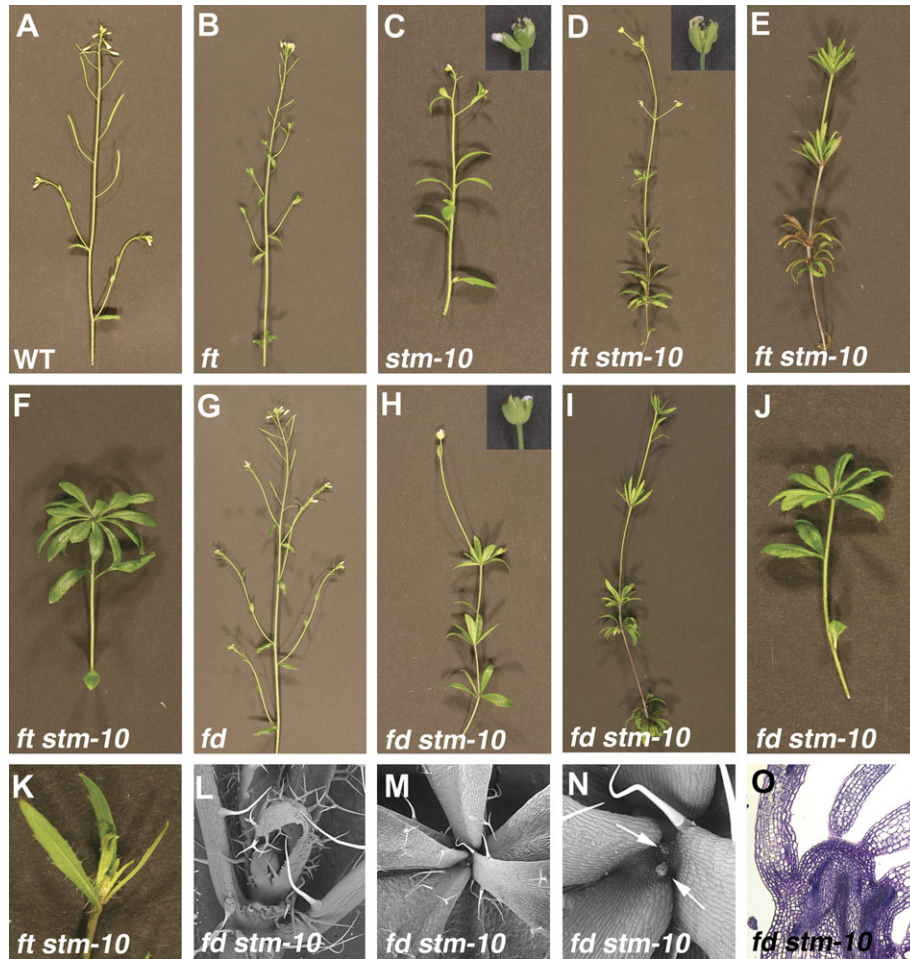 A
WT
B
ft
C
stm-10
D
ft stm-10
E
ft stm-10
F
ft stm-10
G
fd
H
fd stm-10
I
fd stm-10
J
fd stm-10
K
ft stm-10
L
fd stm-10
M
fd stm-10
N
fd stm-10
O
fd stm-10